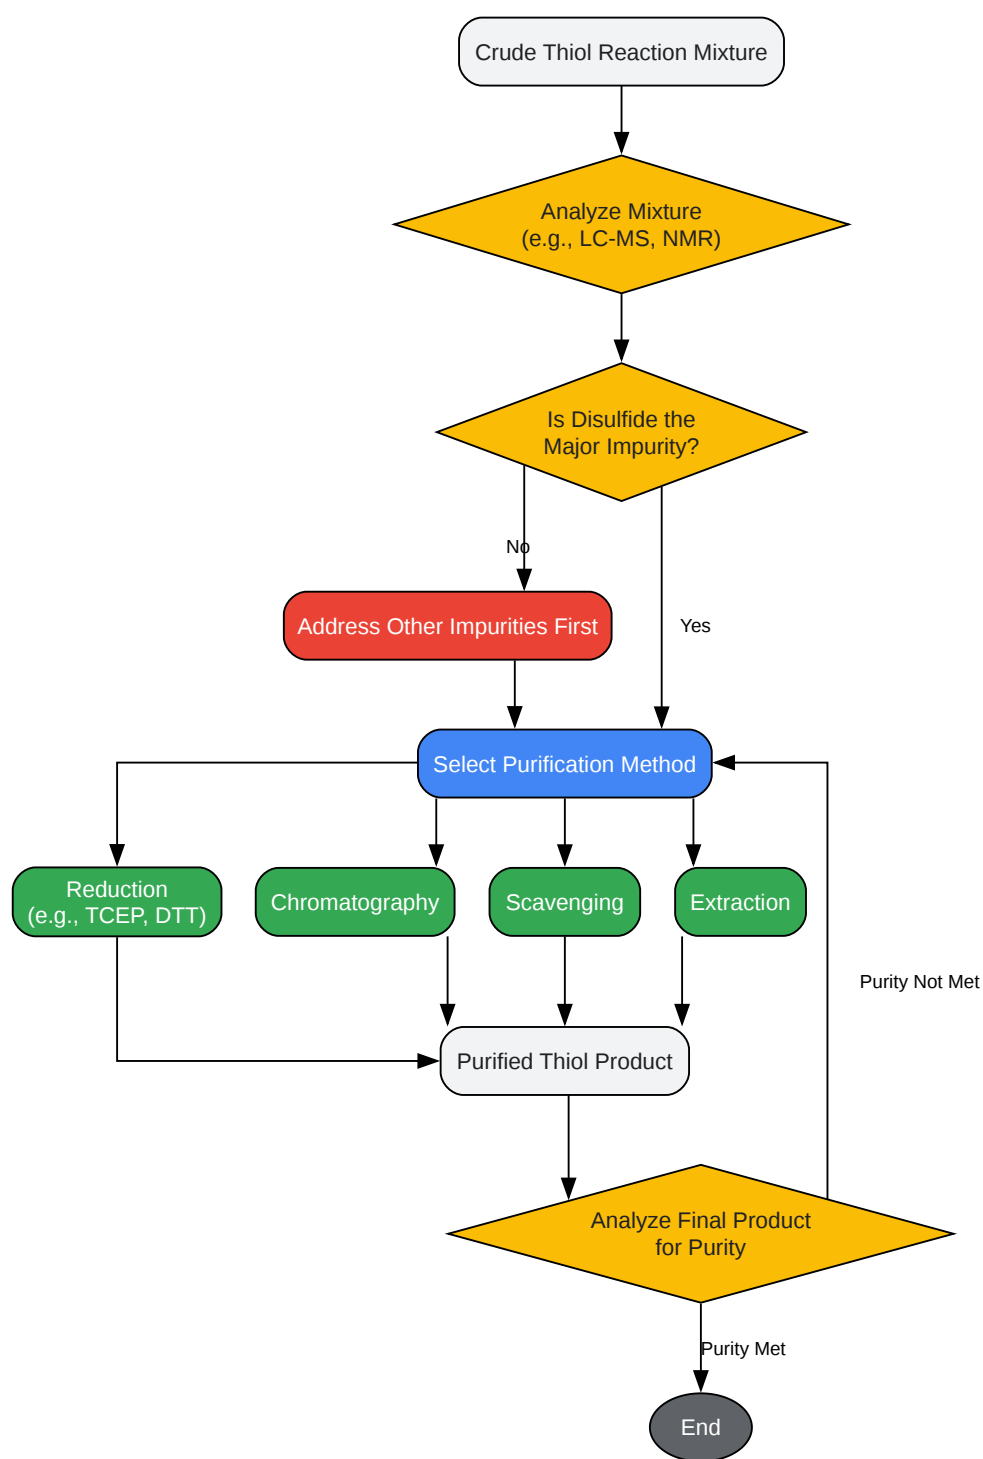 Crude Thiol Reaction Mixture
Analyze Mixture
(e.g., LC-MS, NMR)
Is Disulfide the
Major Impurity?
No
Address Other Impurities First
Yes
Select Purification Method
Reduction
(e.g., TCEP, DTT)
Chromatography
Scavenging
Extraction
Purity Not Met
Purified Thiol Product
Analyze Final Product
for Purity
Purity Met
End